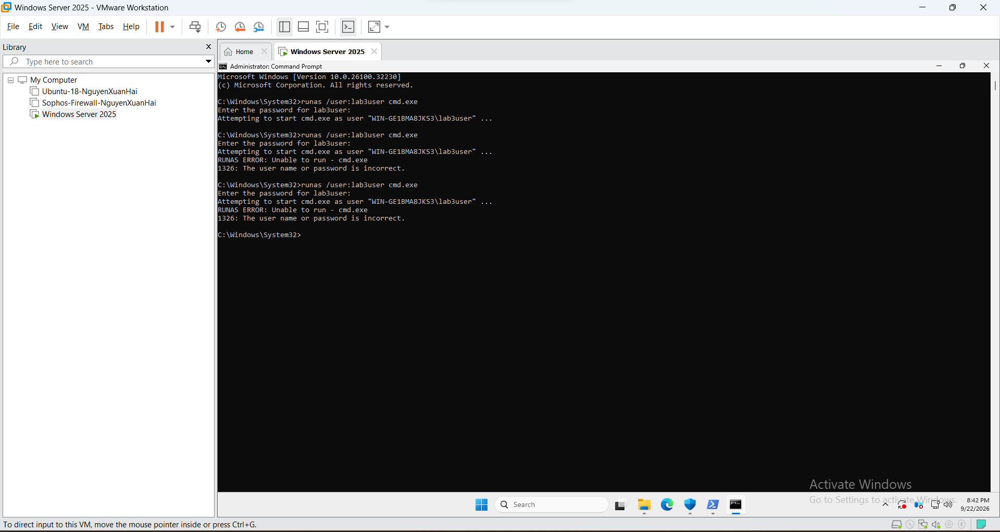 Windows Server 2025 - VMware Workstation
File Edit View VM Tabs Help
Library
Type here to search
My Computer
Ubuntu-18-NguyenXuanHai
Sophos-Firewall-NguyenXuanHai
Windows Server 2025
Home
Windows Server 2025
Administrator: Command Prompt
Microsoft Windows [Version 10.0.26100.32230]
(c) Microsoft Corporation. All rights reserved.
C:\Windows\System32>runas /user:lab3user cmd.exe
Enter the password for lab3user:
Attempting to start cmd.exe as user "WIN-GE1BMA8JKS3\lab3user" ...
C:\Windows\System32>runas /user:lab3user cmd.exe
Enter the password for lab3user:
Attempting to start cmd.exe as user "WIN-GE1BMA8JKS3\lab3user" ...
RUNAS ERROR: Unable to run - cmd.exe
1326: The user name or password is incorrect.
C:\Windows\System32>runas /user:lab3user cmd.exe
Enter the password for lab3user:
Attempting to start cmd.exe as user "WIN-GE1BMA8JKS3\lab3user" ...
RUNAS ERROR: Unable to run - cmd.exe
1326: The user name or password is incorrect.
C:\Windows\System32>
Activate Windows
Go to Settings to activate Windows.
Search
8:42 PM
9/22/2026
To direct input to this VM, move the mouse pointer inside or press Ctrl+G.